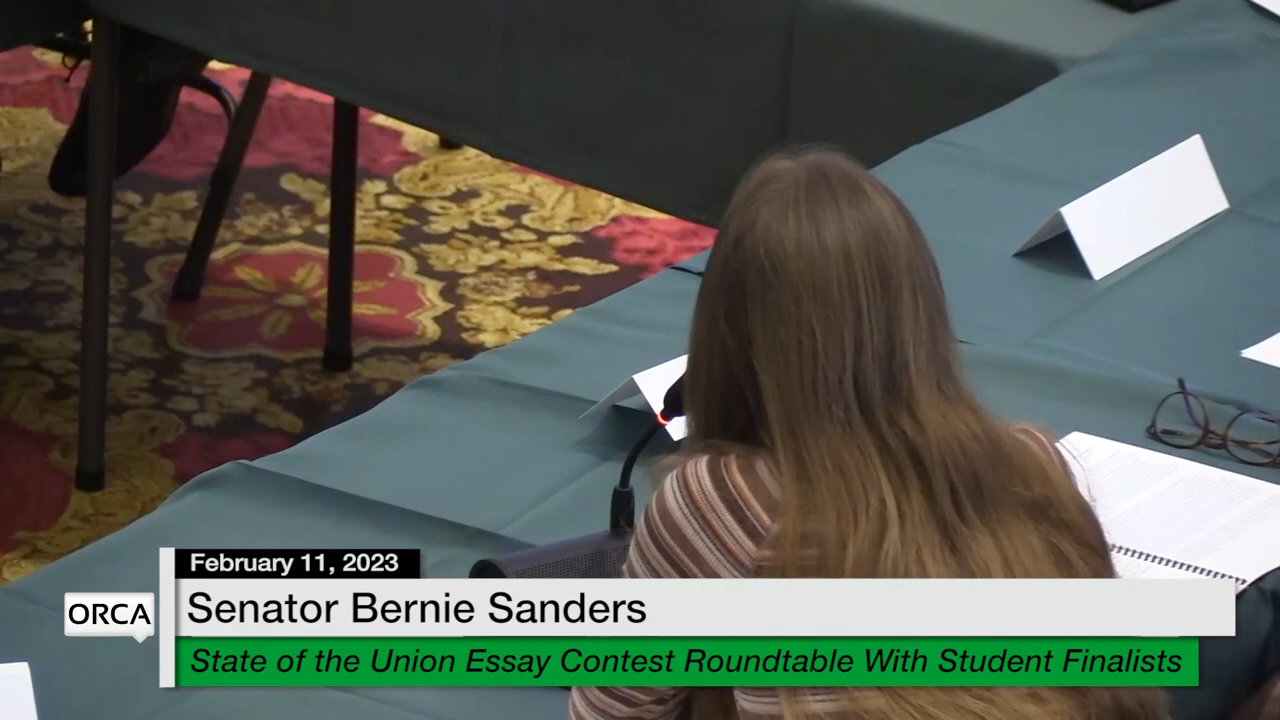 February 11, 2023
ORCA
Senator Bernie Sanders
State of the Union Essay Contest Roundtable With Student Finalists